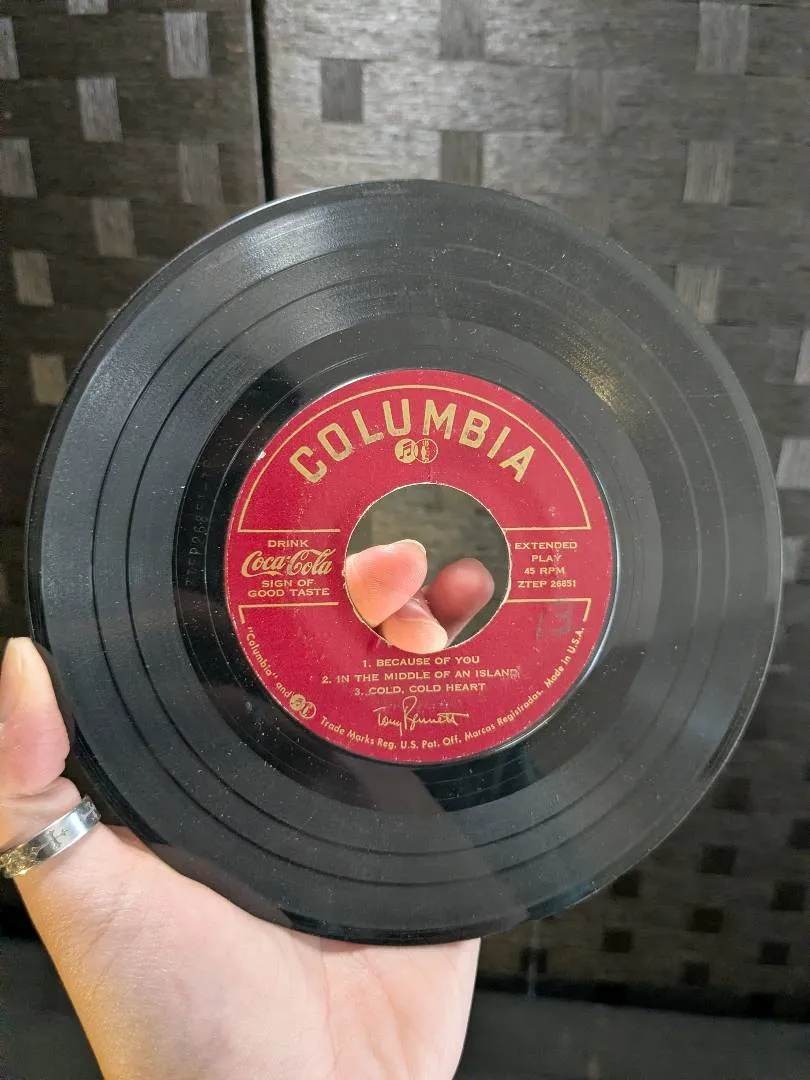 COLUMBIA
DRINK
Coca-Cola
SIGN OF
GOOD TASTE
EXTENDED
PLAY
45 RPM
ZTEP 26851
13
1. BECAUSE OF YOU
2. IN THE MIDDLE OF AN ISLAND
3. COLD, COLD HEART
Tony Bennett
"Columbia" and Trade Marks Reg. U.S. Pat. Off. Marcas Registradas. Made in U.S.A.